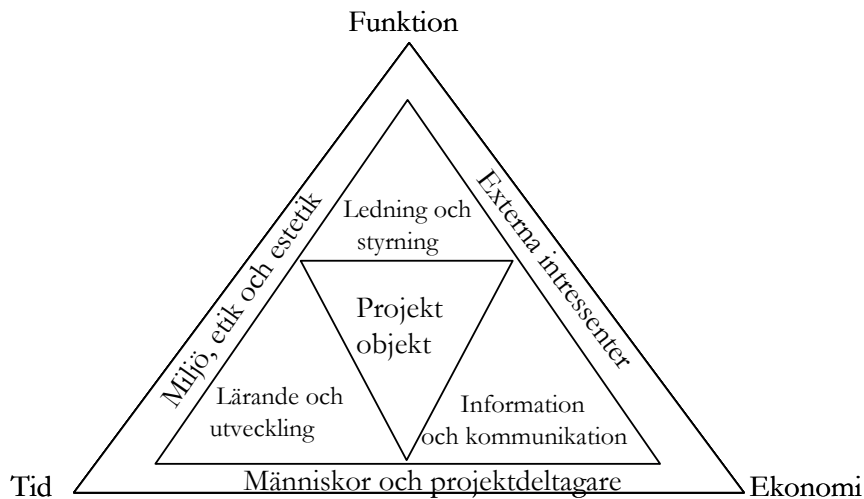 Funktion
Miljö, etik och estetik
Externa intressenter
Ledning och
styrning
Projekt
objekt
Lärande och
utveckling
Information
och kommunikation
Tid
Människor och projektdeltagare
Ekonomi